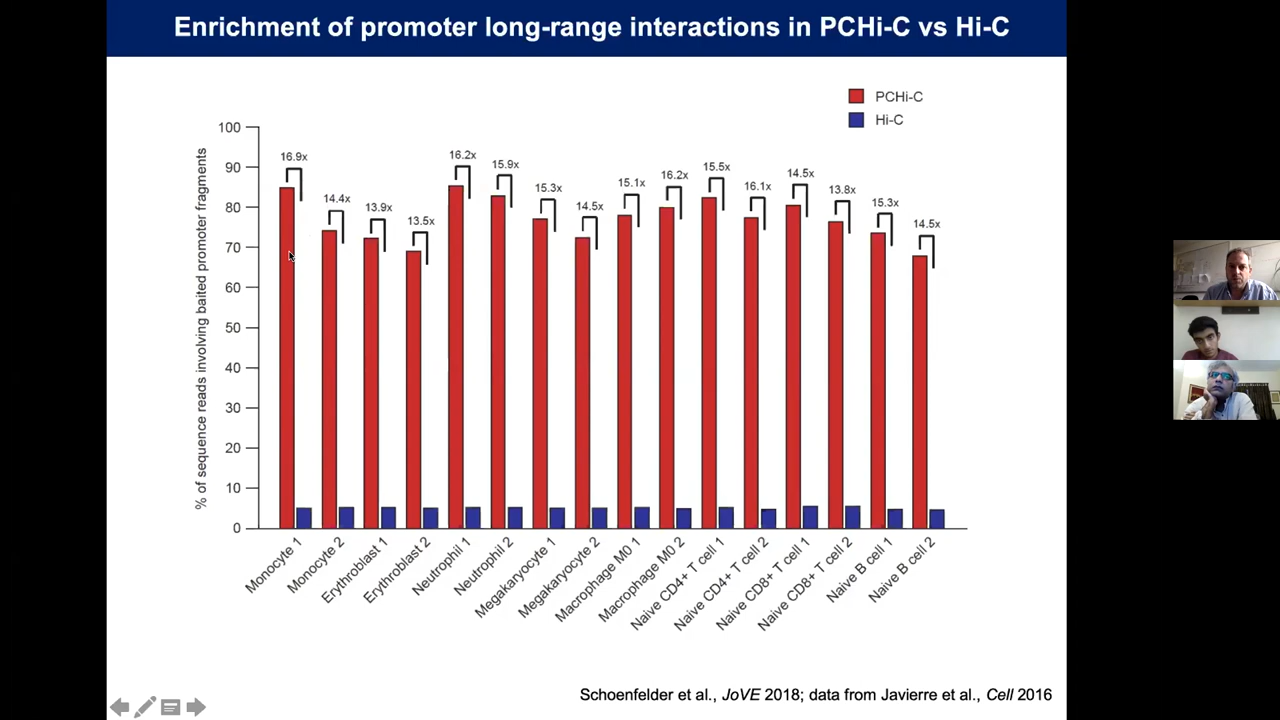 Enrichment of promoter long-range interactions in PCHi-C vs Hi-C
PCHi-C
Hi-C
% of sequence reads involving baited promoter fragments
100
90
80
70
60
50
40
30
20
10
0
16.9x
14.4x
13.9x
13.5x
16.2x
15.9x
15.3x
14.5x
15.1x
16.2x
15.5x
16.1x
14.5x
13.8x
15.3x
14.5x
Monocyte 1
Monocyte 2
Erythroblast 1
Erythroblast 2
Neutrophil 1
Neutrophil 2
Megakaryocyte 1
Megakaryocyte 2
Macrophage M0 1
Macrophage M0 2
Naive CD4+ T cell 1
Naive CD4+ T cell 2
Naive CD8+ T cell 1
Naive CD8+ T cell 2
Naive B cell 1
Naive B cell 2
Schoenfelder et al., JoVE 2018; data from Javierre et al., Cell 2016